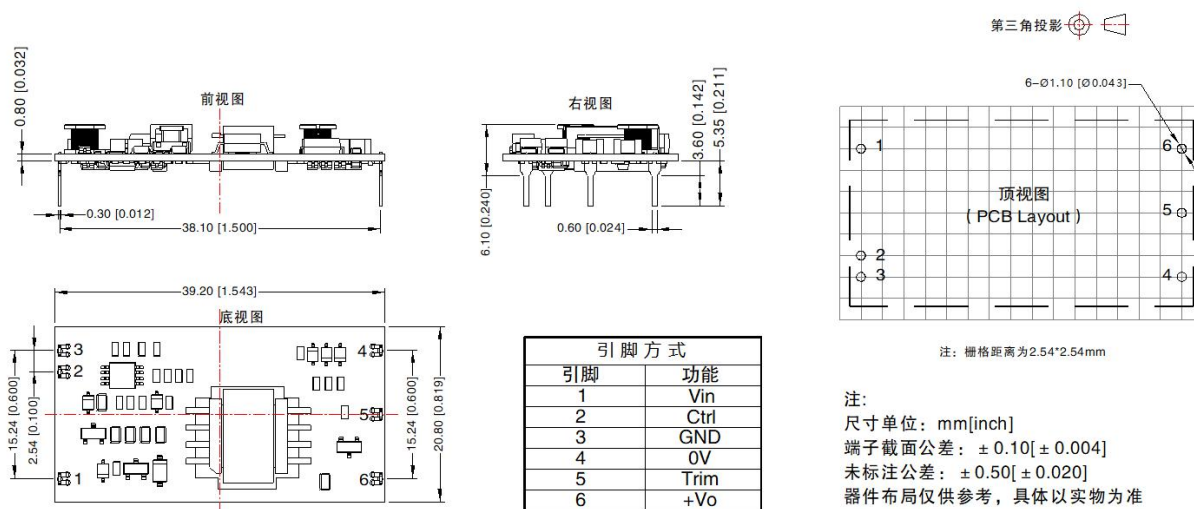 第三角投影
0.80 [0.032]
前视图
0.30 [0.012]
38.10 [1.500]
右视图
6.10 [0.240]
0.60 [0.024]
3.60 [0.142]
5.35 [0.211]
6-Ø1.10 [Ø0.043]
1
6
顶视图
( PCB Layout )
5
2
3
4
注: 栅格距离为2.54*2.54mm
39.20 [1.543]
底视图
3
4
2
5
1
6
15.24 [0.600]
2.54 [0.100]
15.24 [0.600]
20.80 [0.819]
引脚方式
引脚 功能
1 Vin
2 Ctrl
3 GND
4 0V
5 Trim
6 +Vo
注:
尺寸单位: mm[inch]
端子截面公差: ±0.10[±0.004]
未标注公差: ±0.50[±0.020]
器件布局仅供参考，具体以实物为准